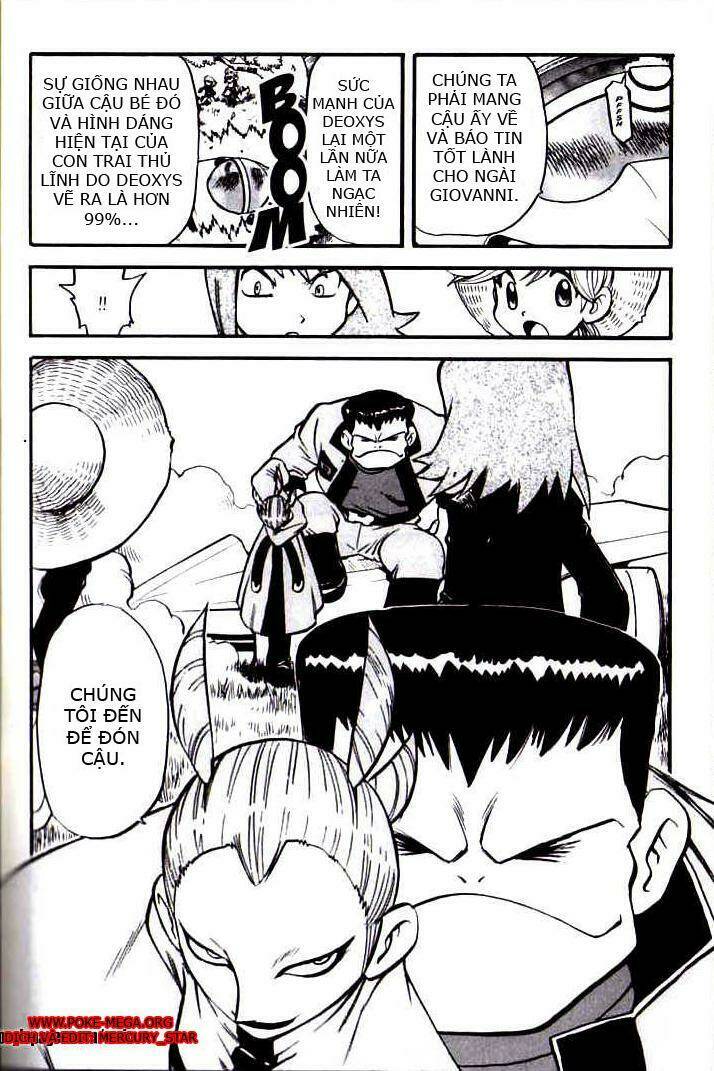 CHÚNG TA
PHẢI MANG
CẬU ẤY VỀ
VÀ BÁO TIN
TỐT LÀNH
CHO NGÀI
GIOVANNI.
PFFSM
SỨC
MẠNH CỦA
DEOXYS
LẠI MỘT
LẦN NỮA
LÀM TA
NGẠC
NHIÊN!
BOOM
SỰ GIỐNG NHAU
GIỮA CẬU BÉ ĐÓ
VÀ HÌNH DÁNG
HIỆN TẠI CỦA
CON TRAI THỦ
LĨNH DO DEOXYS
VẼ RA LÀ HƠN
99%...
!!
CHÚNG
TÔI ĐẾN
ĐỂ ĐÓN
CẬU.
WWW.POKE-MEGA.ORG
DỊCH VÀ EDIT: MERCURY_STAR